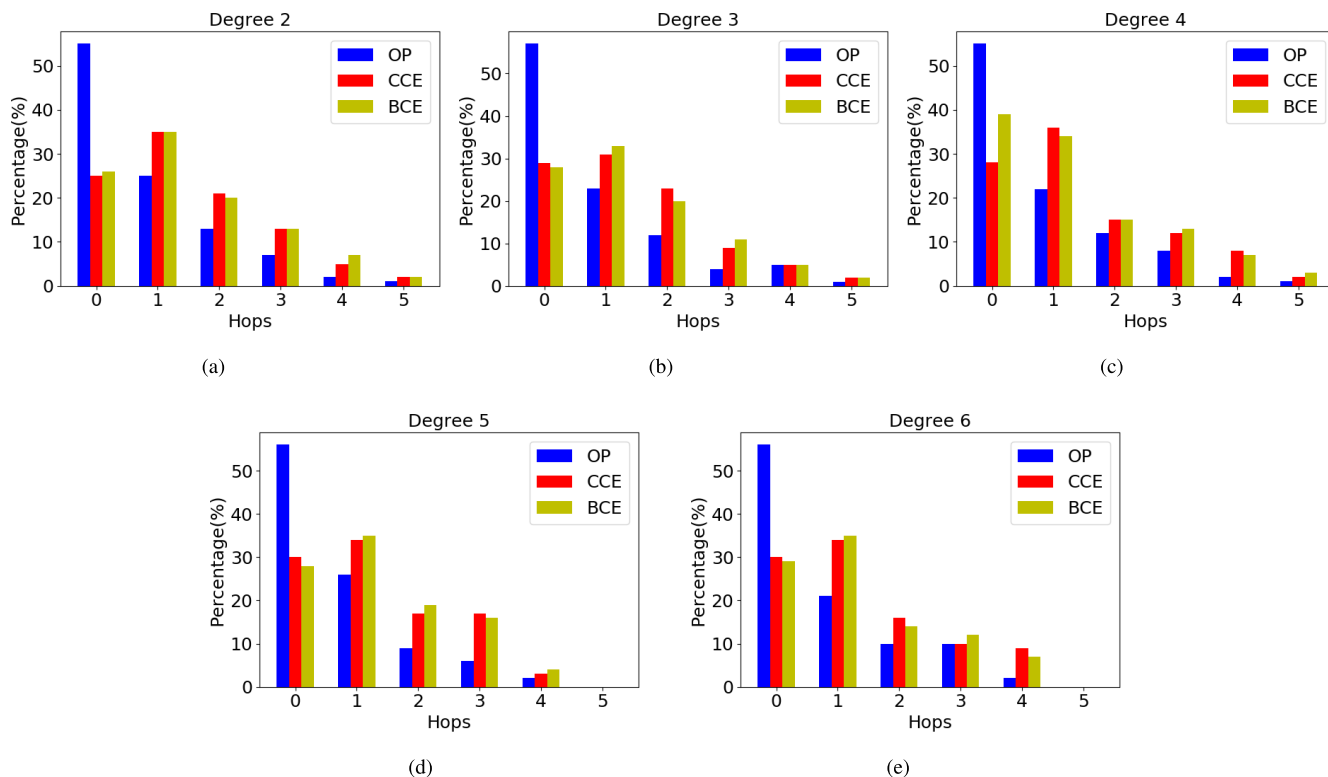 Degree 2
Percentage(%)
50
40
30
20
10
0
0 1 2 3 4 5
Hops
OP
CCE
BCE
(a)
Degree 3
Percentage(%)
50
40
30
20
10
0
0 1 2 3 4 5
Hops
OP
CCE
BCE
(b)
Degree 4
Percentage(%)
50
40
30
20
10
0
0 1 2 3 4 5
Hops
OP
CCE
BCE
(c)
Degree 5
Percentage(%)
50
40
30
20
10
0
0 1 2 3 4 5
Hops
OP
CCE
BCE
(d)
Degree 6
Percentage(%)
50
40
30
20
10
0
0 1 2 3 4 5
Hops
OP
CCE
BCE
(e)